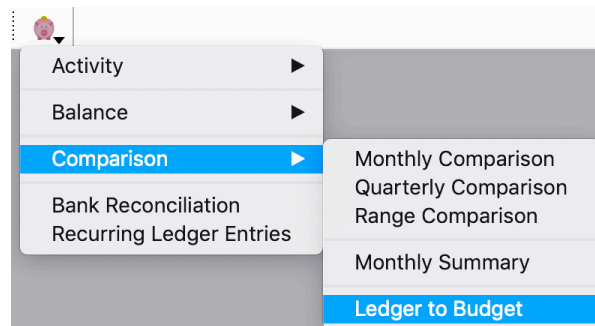 Activity
Balance
Comparison
Bank Reconciliation
Recurring Ledger Entries
Monthly Comparison
Quarterly Comparison
Range Comparison
Monthly Summary
Ledger to Budget